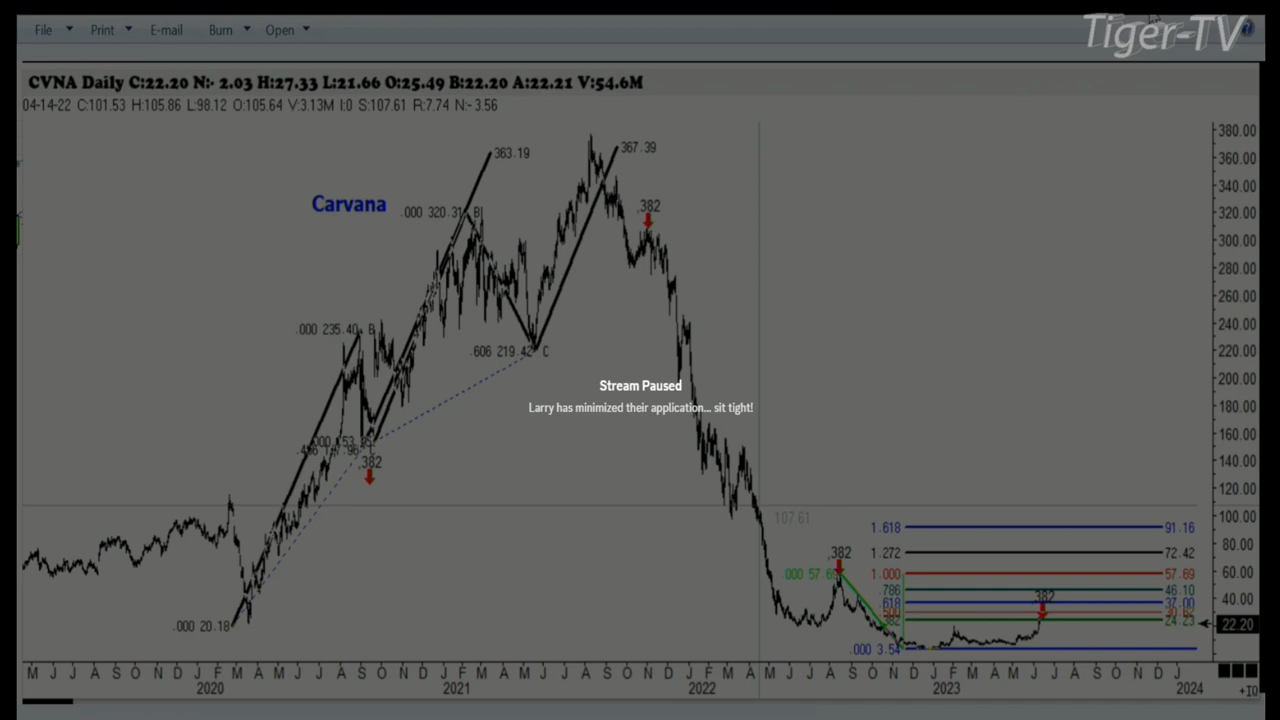 File Print E-mail Burn Open
Tiger-TV
CVNA Daily C:22.20 N:- 2.03 H:27.33 L:21.66 O:25.49 B:22.20 A:22.21 V:54.6M
04-14-22 C:101.53 H:105.86 L:98.12 O:105.64 V:3.13M I:0 S:107.61 R:7.74 N:-3.56
380.00
363.19
367.39
360.00
340.00
Carvana
.000 320.31 B
.382
320.00
300.00
280.00
260.00
240.00
.000 235.40 B
.606 219.42 C
220.00
200.00
Stream Paused
Larry has minimized their application... sit tight!
180.00
160.00
.382
140.00
120.00
107.61
100.00
1.618 91.16
80.00
.382 1.272 72.42
000 57.69 1.000 57.69
60.00
.786 46.10
.618 37.00
40.00
.382
.382 24.23
22.20
.000 20.18
.000 3.54
M J J A S O N D J F M A M J J A S O N D J F M A M J J A S O N D J F M A M J J A S O N D J F M A M J J A S O N D J
2020 2021 2022 2023 2024
+IQ